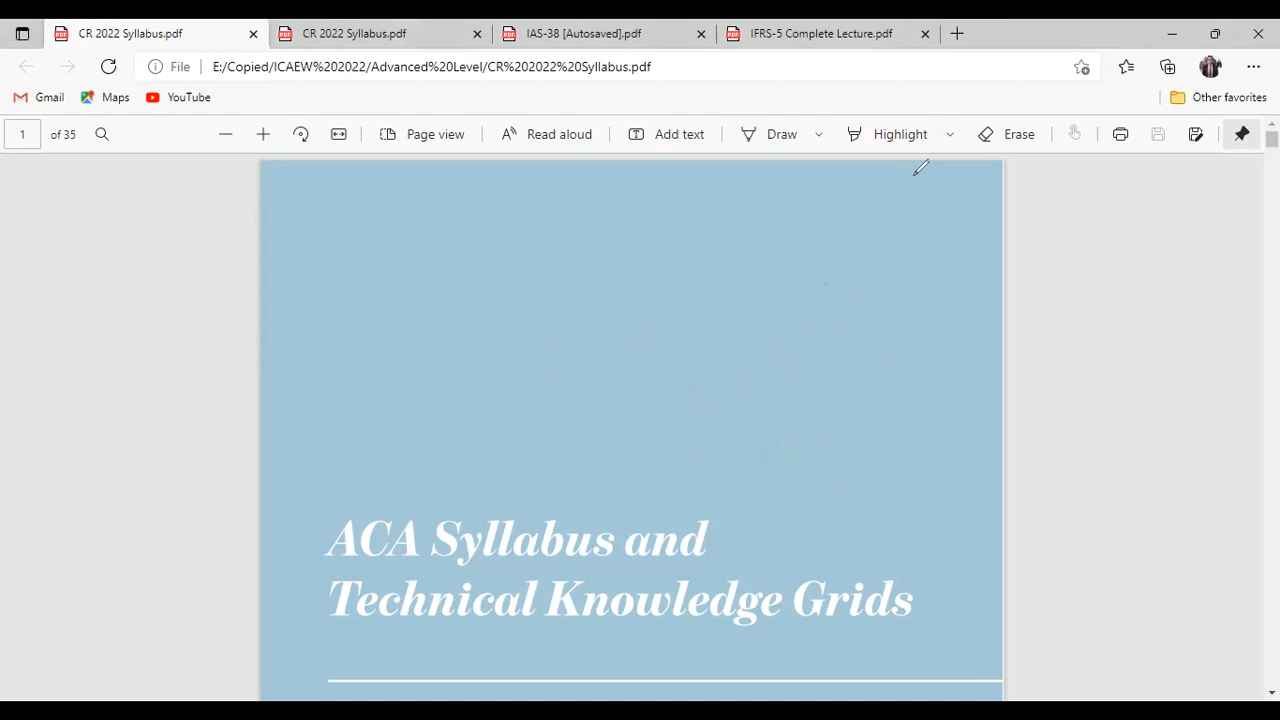 CR 2022 Syllabus.pdf
CR 2022 Syllabus.pdf
IAS-38 [Autosaved].pdf
IFRS-5 Complete Lecture.pdf
File E:/Copied/ICAEW%202022/Advanced%20Level/CR%202022%20Syllabus.pdf
Gmail Maps YouTube Other favorites
1 of 35 Page view Read aloud Add text Draw Highlight Erase
ACA Syllabus and
Technical Knowledge Grids